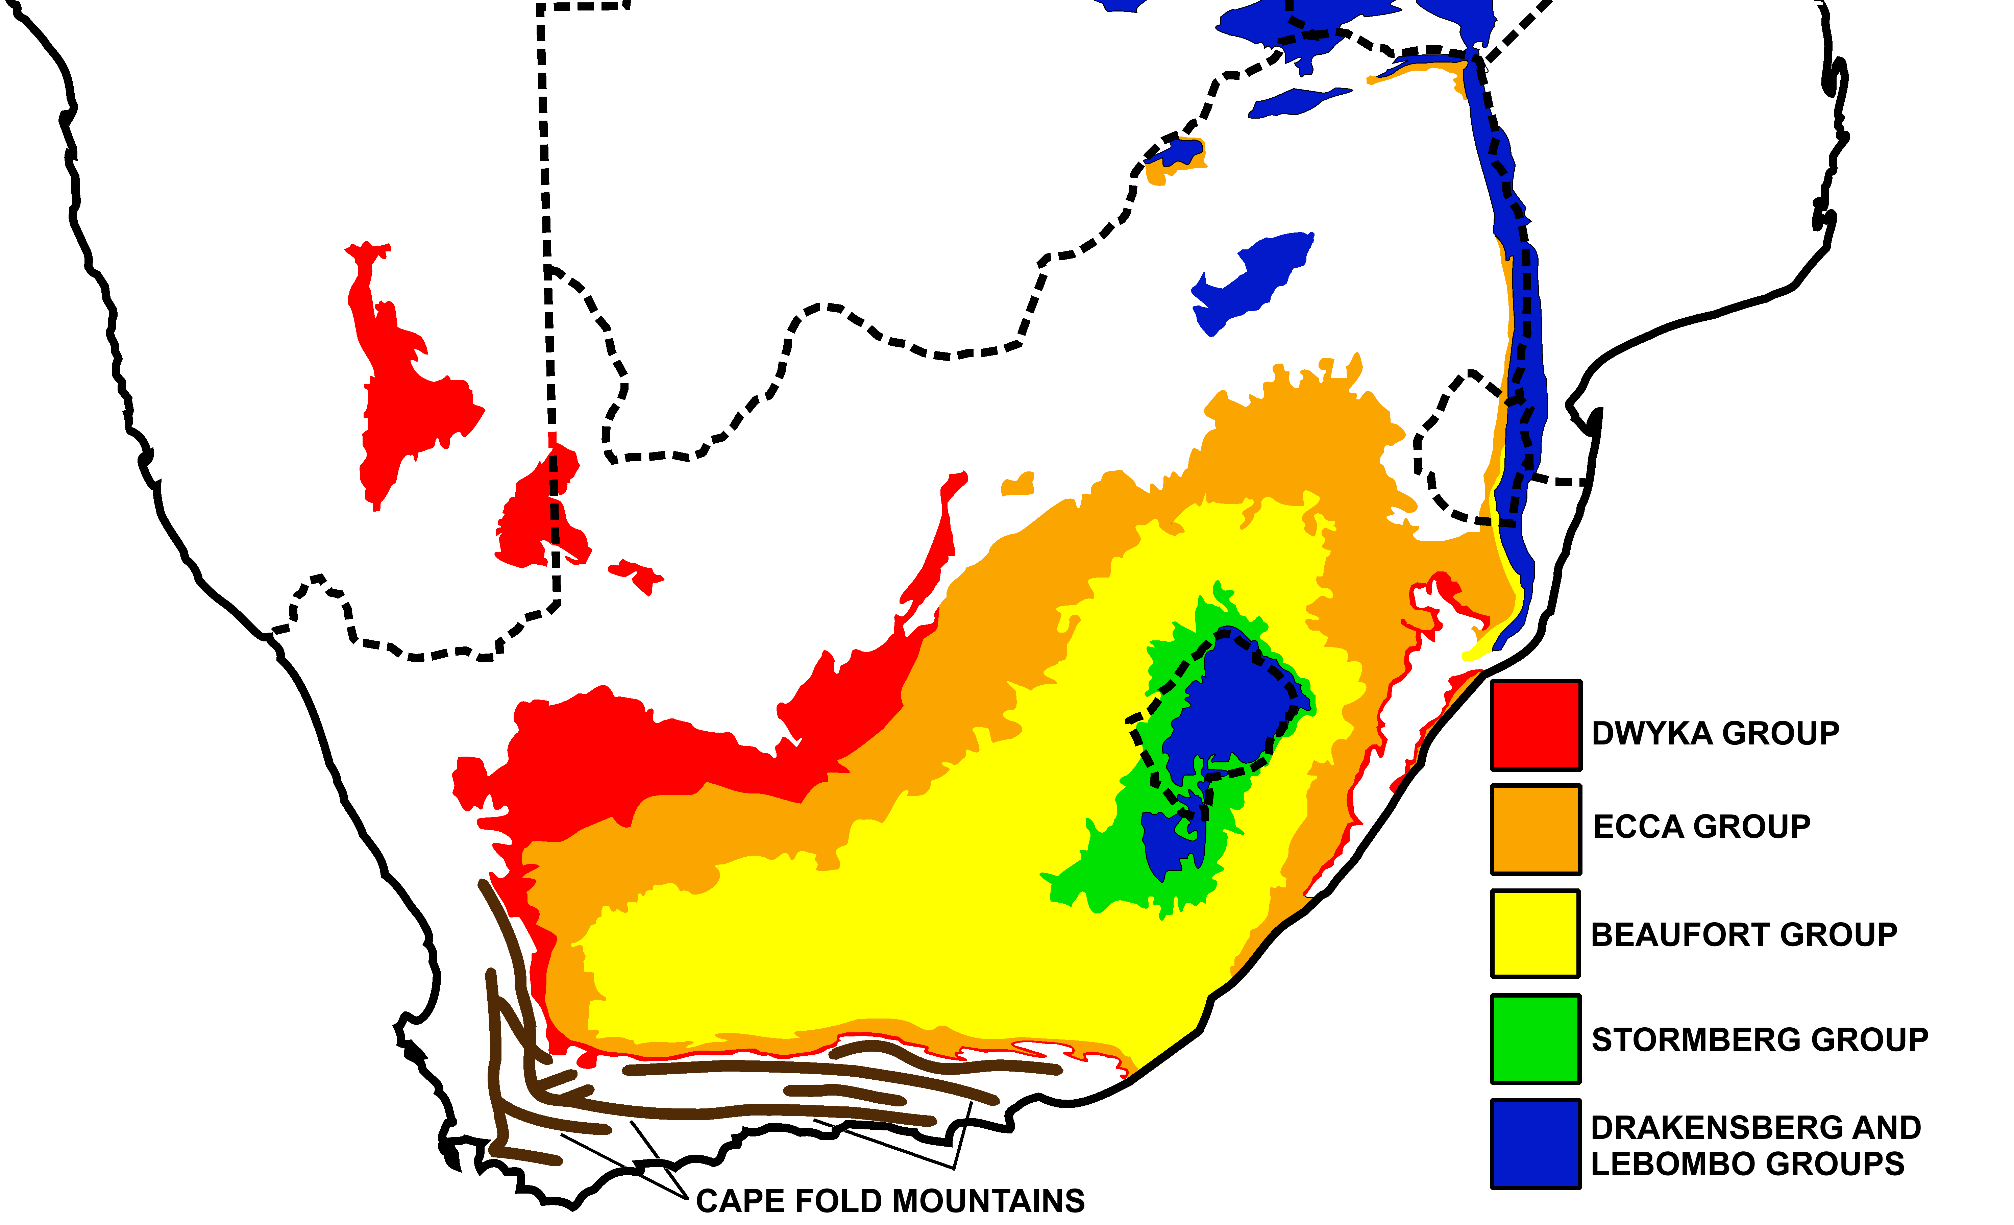 DWYKA GROUP
ECCA GROUP
BEAUFORT GROUP
STORMBERG GROUP
DRAKENSBERG AND
LEBOMBO GROUPS
CAPE FOLD MOUNTAINS